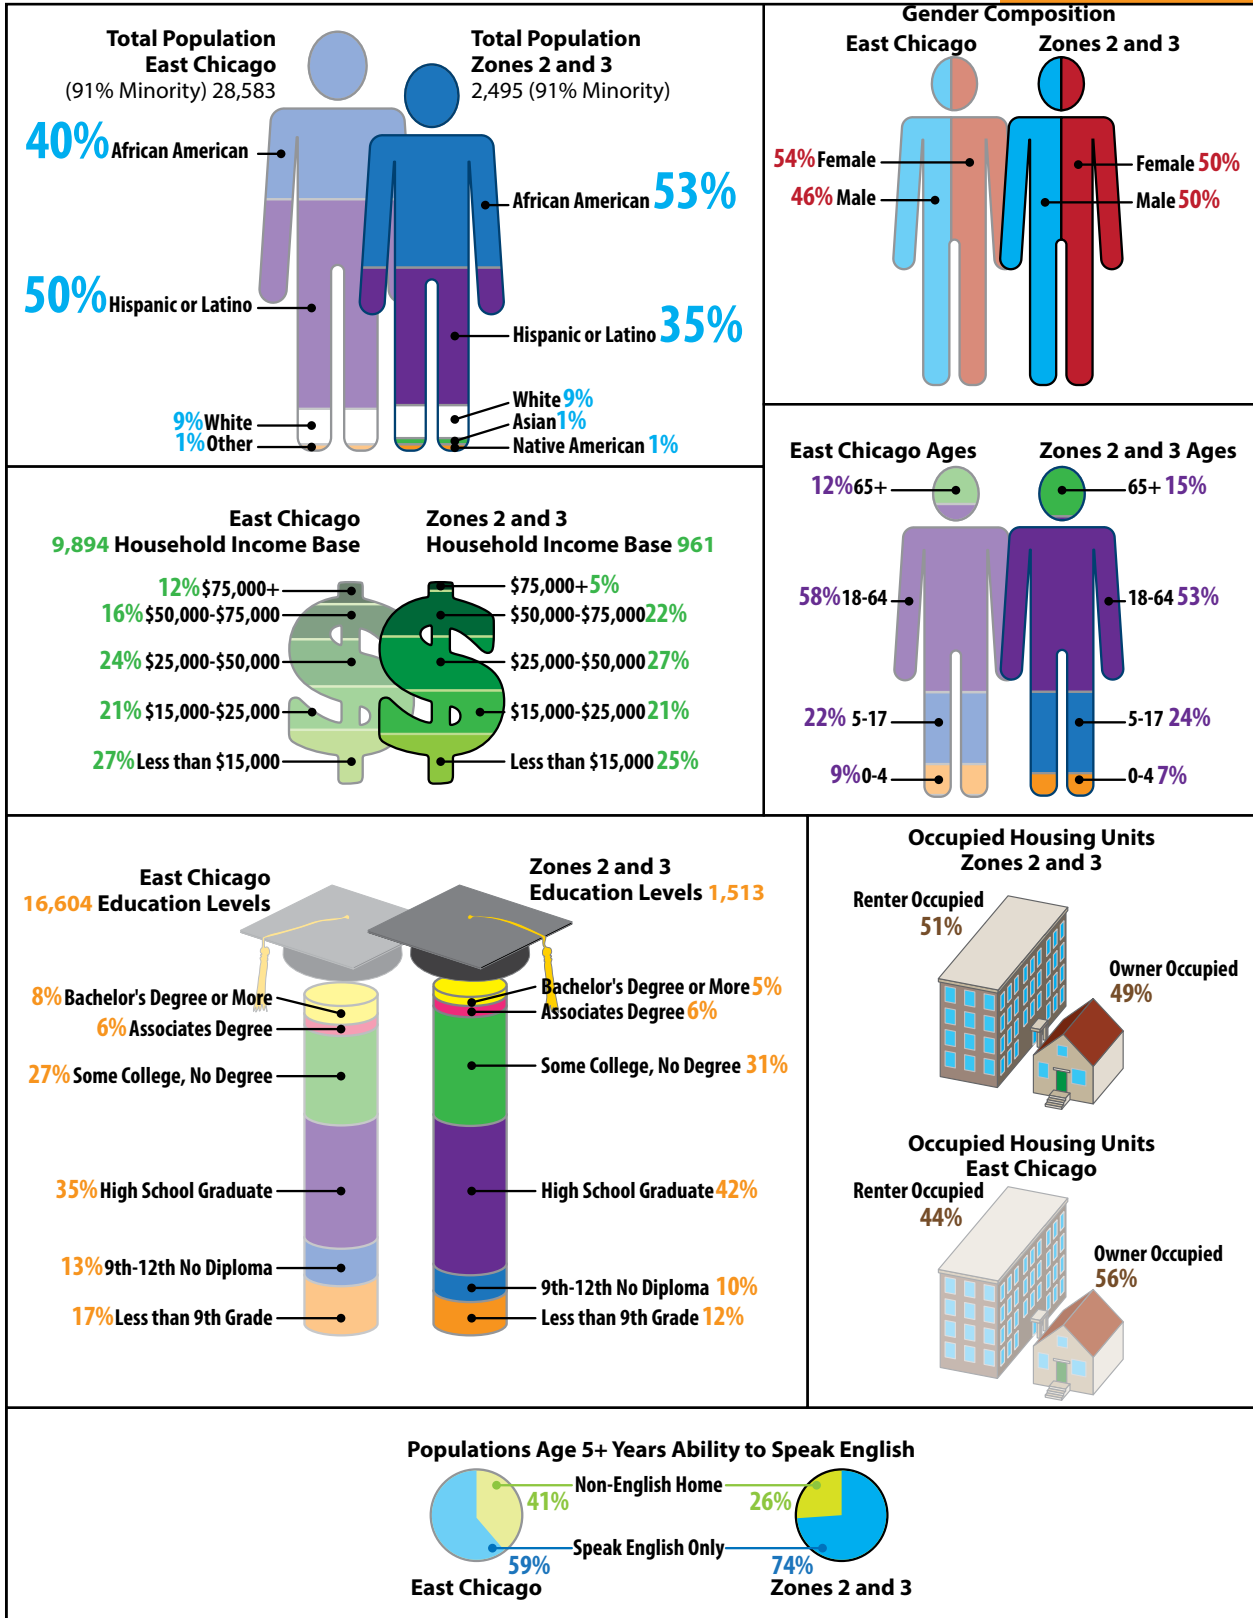 Total Population
East Chicago
(91% Minority) 28,583
Total Population
Zones 2 and 3
2,495 (91% Minority)
40% African American
50% Hispanic or Latino
9% White
1% Other
African American 53%
Hispanic or Latino 35%
White 9%
Asian 1%
Native American 1%
Gender Composition
East Chicago
Zones 2 and 3
54% Female
46% Male
Female 50%
Male 50%
East Chicago Ages
Zones 2 and 3 Ages
12% 65+
58% 18-64
22% 5-17
9% 0-4
65+ 15%
18-64 53%
5-17 24%
0-4 7%
East Chicago
9,894 Household Income Base
Zones 2 and 3
Household Income Base 961
12% $75,000+
16% $50,000-$75,000
24% $25,000-$50,000
21% $15,000-$25,000
27% Less than $15,000
$75,000+ 5%
$50,000-$75,000 22%
$25,000-$50,000 27%
$15,000-$25,000 21%
Less than $15,000 25%
East Chicago
16,604 Education Levels
Zones 2 and 3
Education Levels 1,513
8% Bachelor's Degree or More
6% Associates Degree
27% Some College, No Degree
35% High School Graduate
13% 9th-12th No Diploma
17% Less than 9th Grade
Bachelor's Degree or More 5%
Associates Degree 6%
Some College, No Degree 31%
High School Graduate 42%
9th-12th No Diploma 10%
Less than 9th Grade 12%
Occupied Housing Units
Zones 2 and 3
Renter Occupied
51%
Owner Occupied
49%
Occupied Housing Units
East Chicago
Renter Occupied
44%
Owner Occupied
56%
Populations Age 5+ Years Ability to Speak English
Non-English Home
41%
26%
Speak English Only
59%
74%
East Chicago
Zones 2 and 3